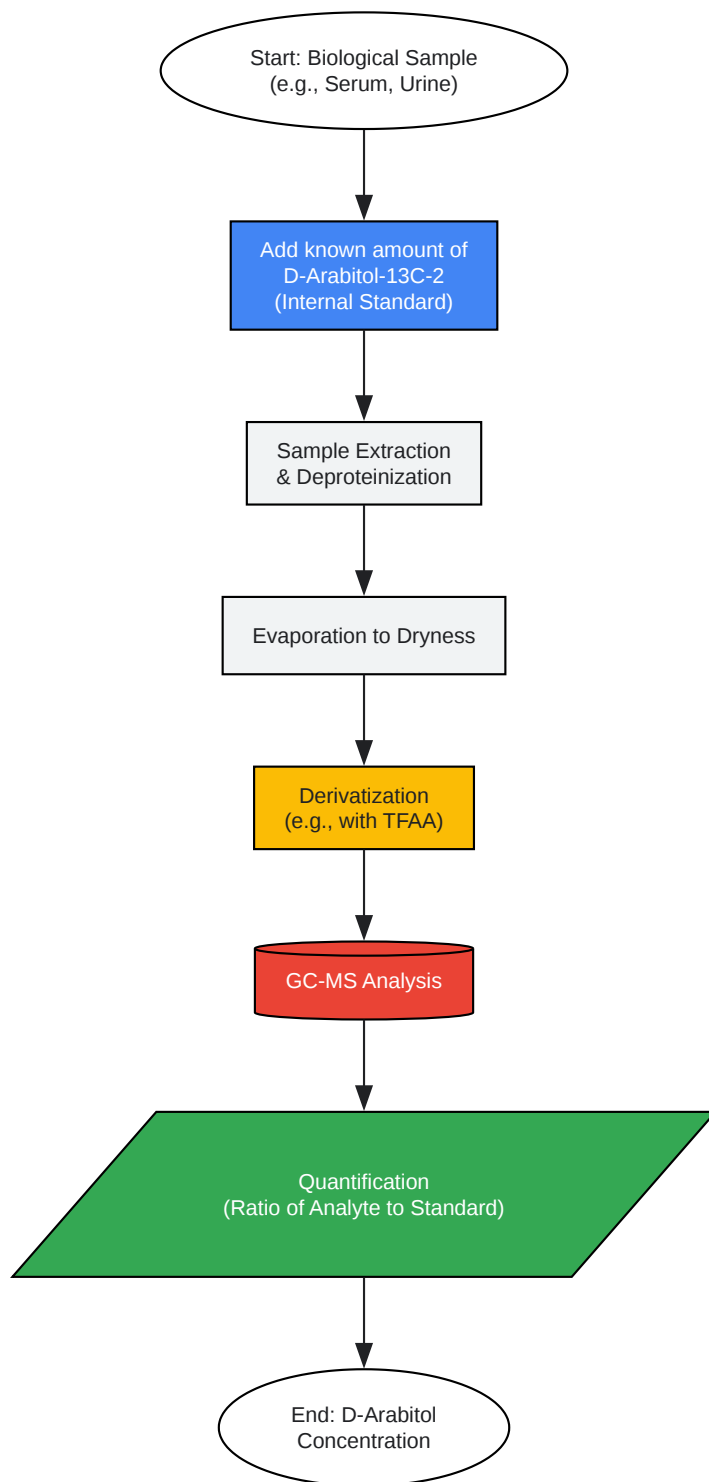 Start: Biological Sample
(e.g., Serum, Urine)
Add known amount of
D-Arabitol-13C-2
(Internal Standard)
Sample Extraction
& Deproteinization
Evaporation to Dryness
Derivatization
(e.g., with TFAA)
GC-MS Analysis
Quantification
(Ratio of Analyte to Standard)
End: D-Arabitol
Concentration